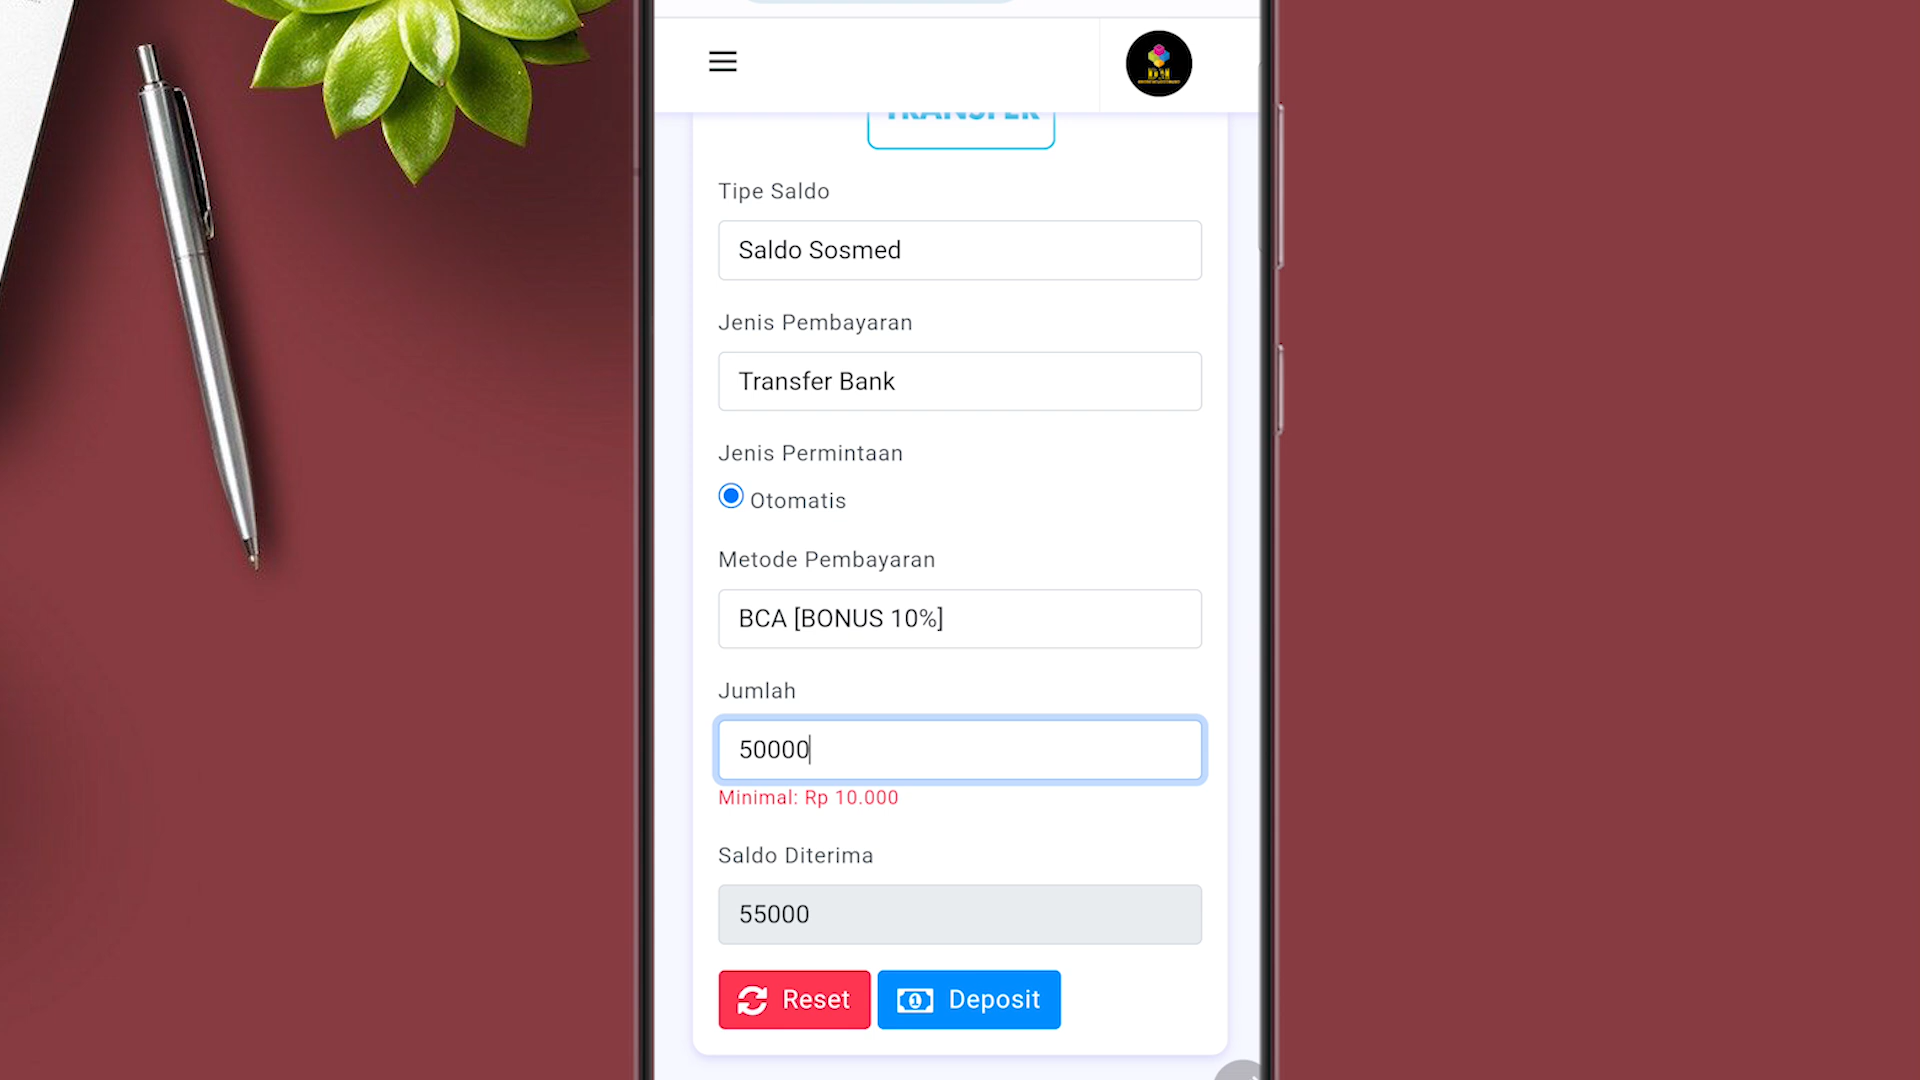 TRANSFER
Tipe Saldo
Saldo Sosmed
Jenis Pembayaran
Transfer Bank
Jenis Permintaan
Otomatis
Metode Pembayaran
BCA [BONUS 10%]
Jumlah
50000
Minimal: Rp 10.000
Saldo Diterima
55000
Reset
Deposit